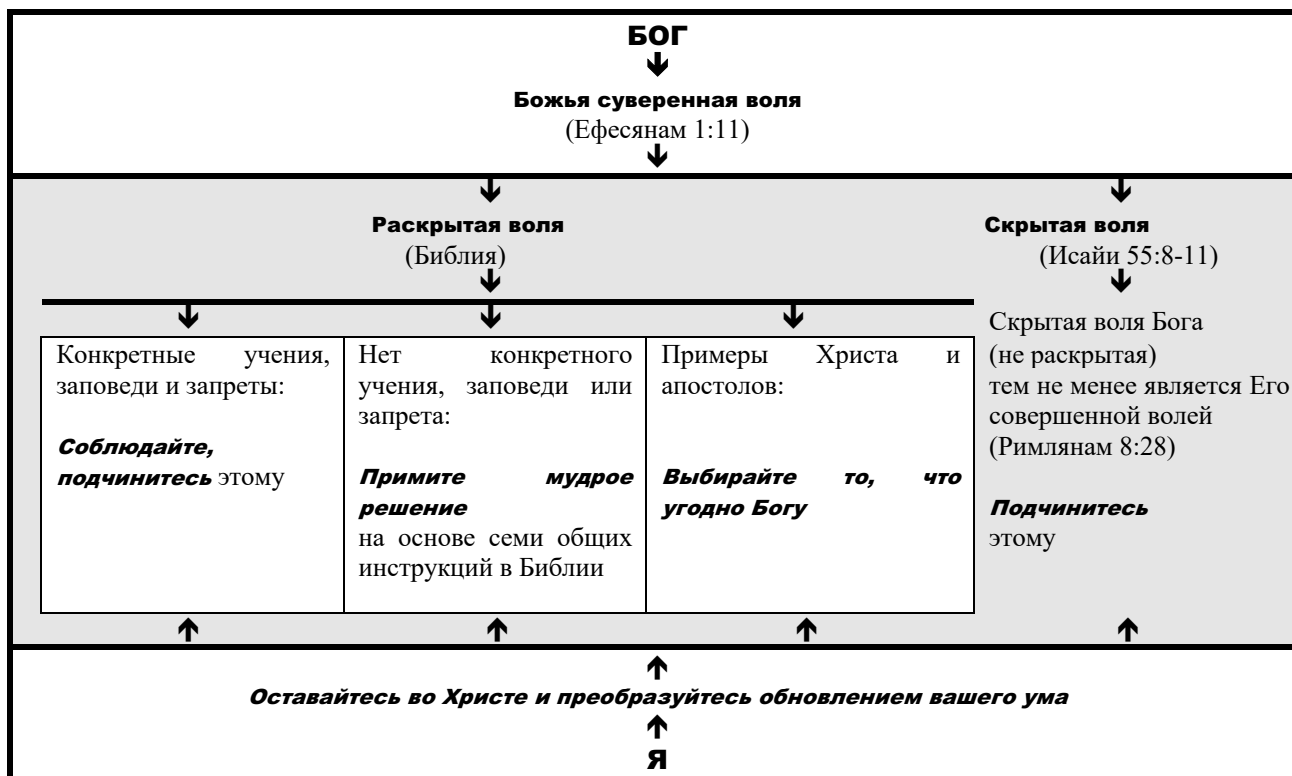 БОГ
Божья суверенная воля
(Ефесянам 1:11)
Раскрытая воля
(Библия)
Скрытая воля
(Исайи 55:8-11)
Конкретные учения,
заповеди и запреты:
Соблюдайте,
подчинитесь этому
Нет конкретного
учения, заповеди или
запрета:
Примите мудрое
решение
на основе семи общих
инструкций в Библии
Примеры Христа и
апостолов:
Выбирайте то, что
угодно Богу
Скрытая воля Бога
(не раскрытая)
тем не менее является Его
совершенной волей
(Римлянам 8:28)
Подчинитесь
этому
Оставайтесь во Христе и преобразуйтесь обновлением вашего ума
Я